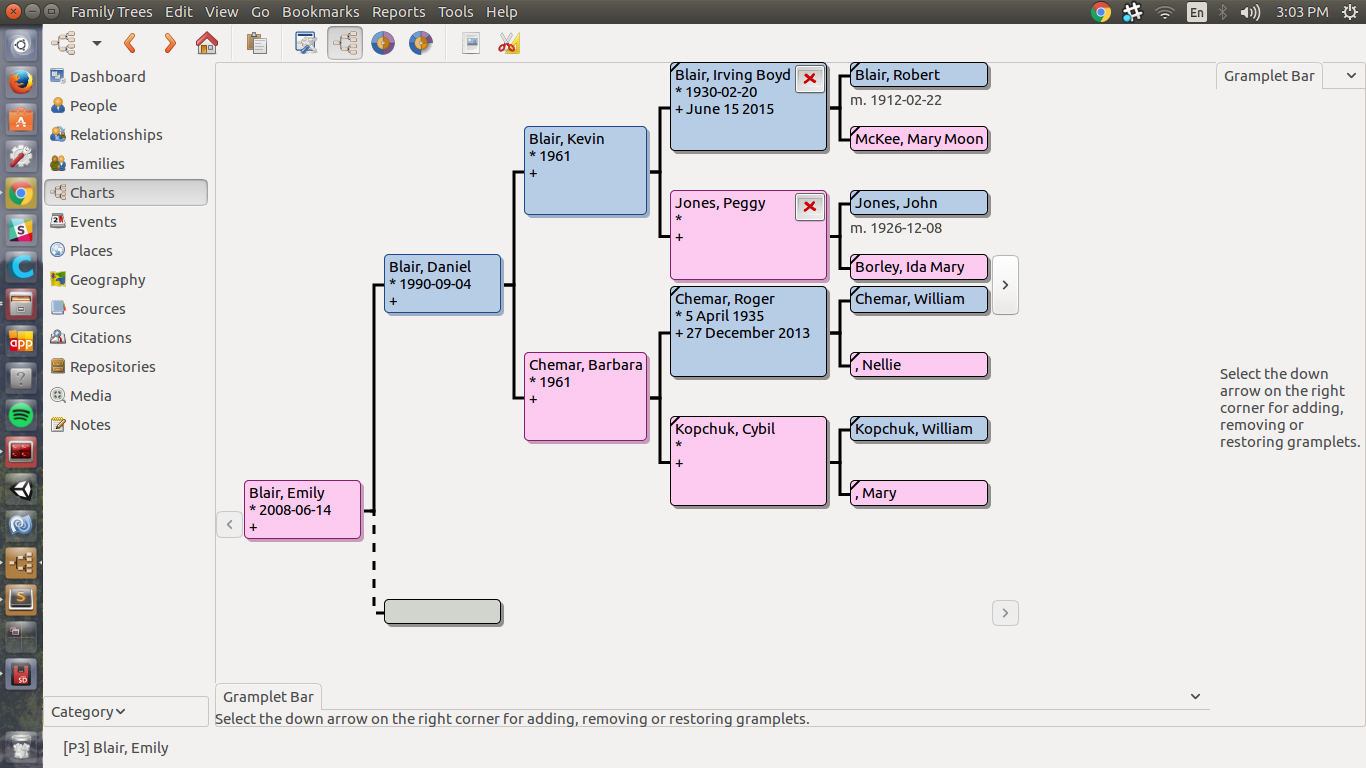 Family Trees Edit View Go Bookmarks Reports Tools Help
En
3:03 PM
Dashboard
People
Relationships
Families
Charts
Events
Places
Geography
Sources
Citations
Repositories
Media
Notes
Category
Blair, Emily
* 2008-06-14
+
Blair, Daniel
* 1990-09-04
+
Blair, Kevin
* 1961
+
Chemar, Barbara
* 1961
+
Blair, Irving Boyd
* 1930-02-20
+ June 15 2015
Jones, Peggy
*
+
Chemar, Roger
* 5 April 1935
+ 27 December 2013
Kopchuk, Cybil
*
+
Blair, Robert
m. 1912-02-22
McKee, Mary Moon
Jones, John
m. 1926-12-08
Borley, Ida Mary
Chemar, William
, Nellie
Kopchuk, William
, Mary
Gramplet Bar
Select the down
arrow on the right
corner for adding,
removing or
restoring gramplets.
Gramplet Bar
Select the down arrow on the right corner for adding, removing or restoring gramplets.
[P3] Blair, Emily
app
S
SD